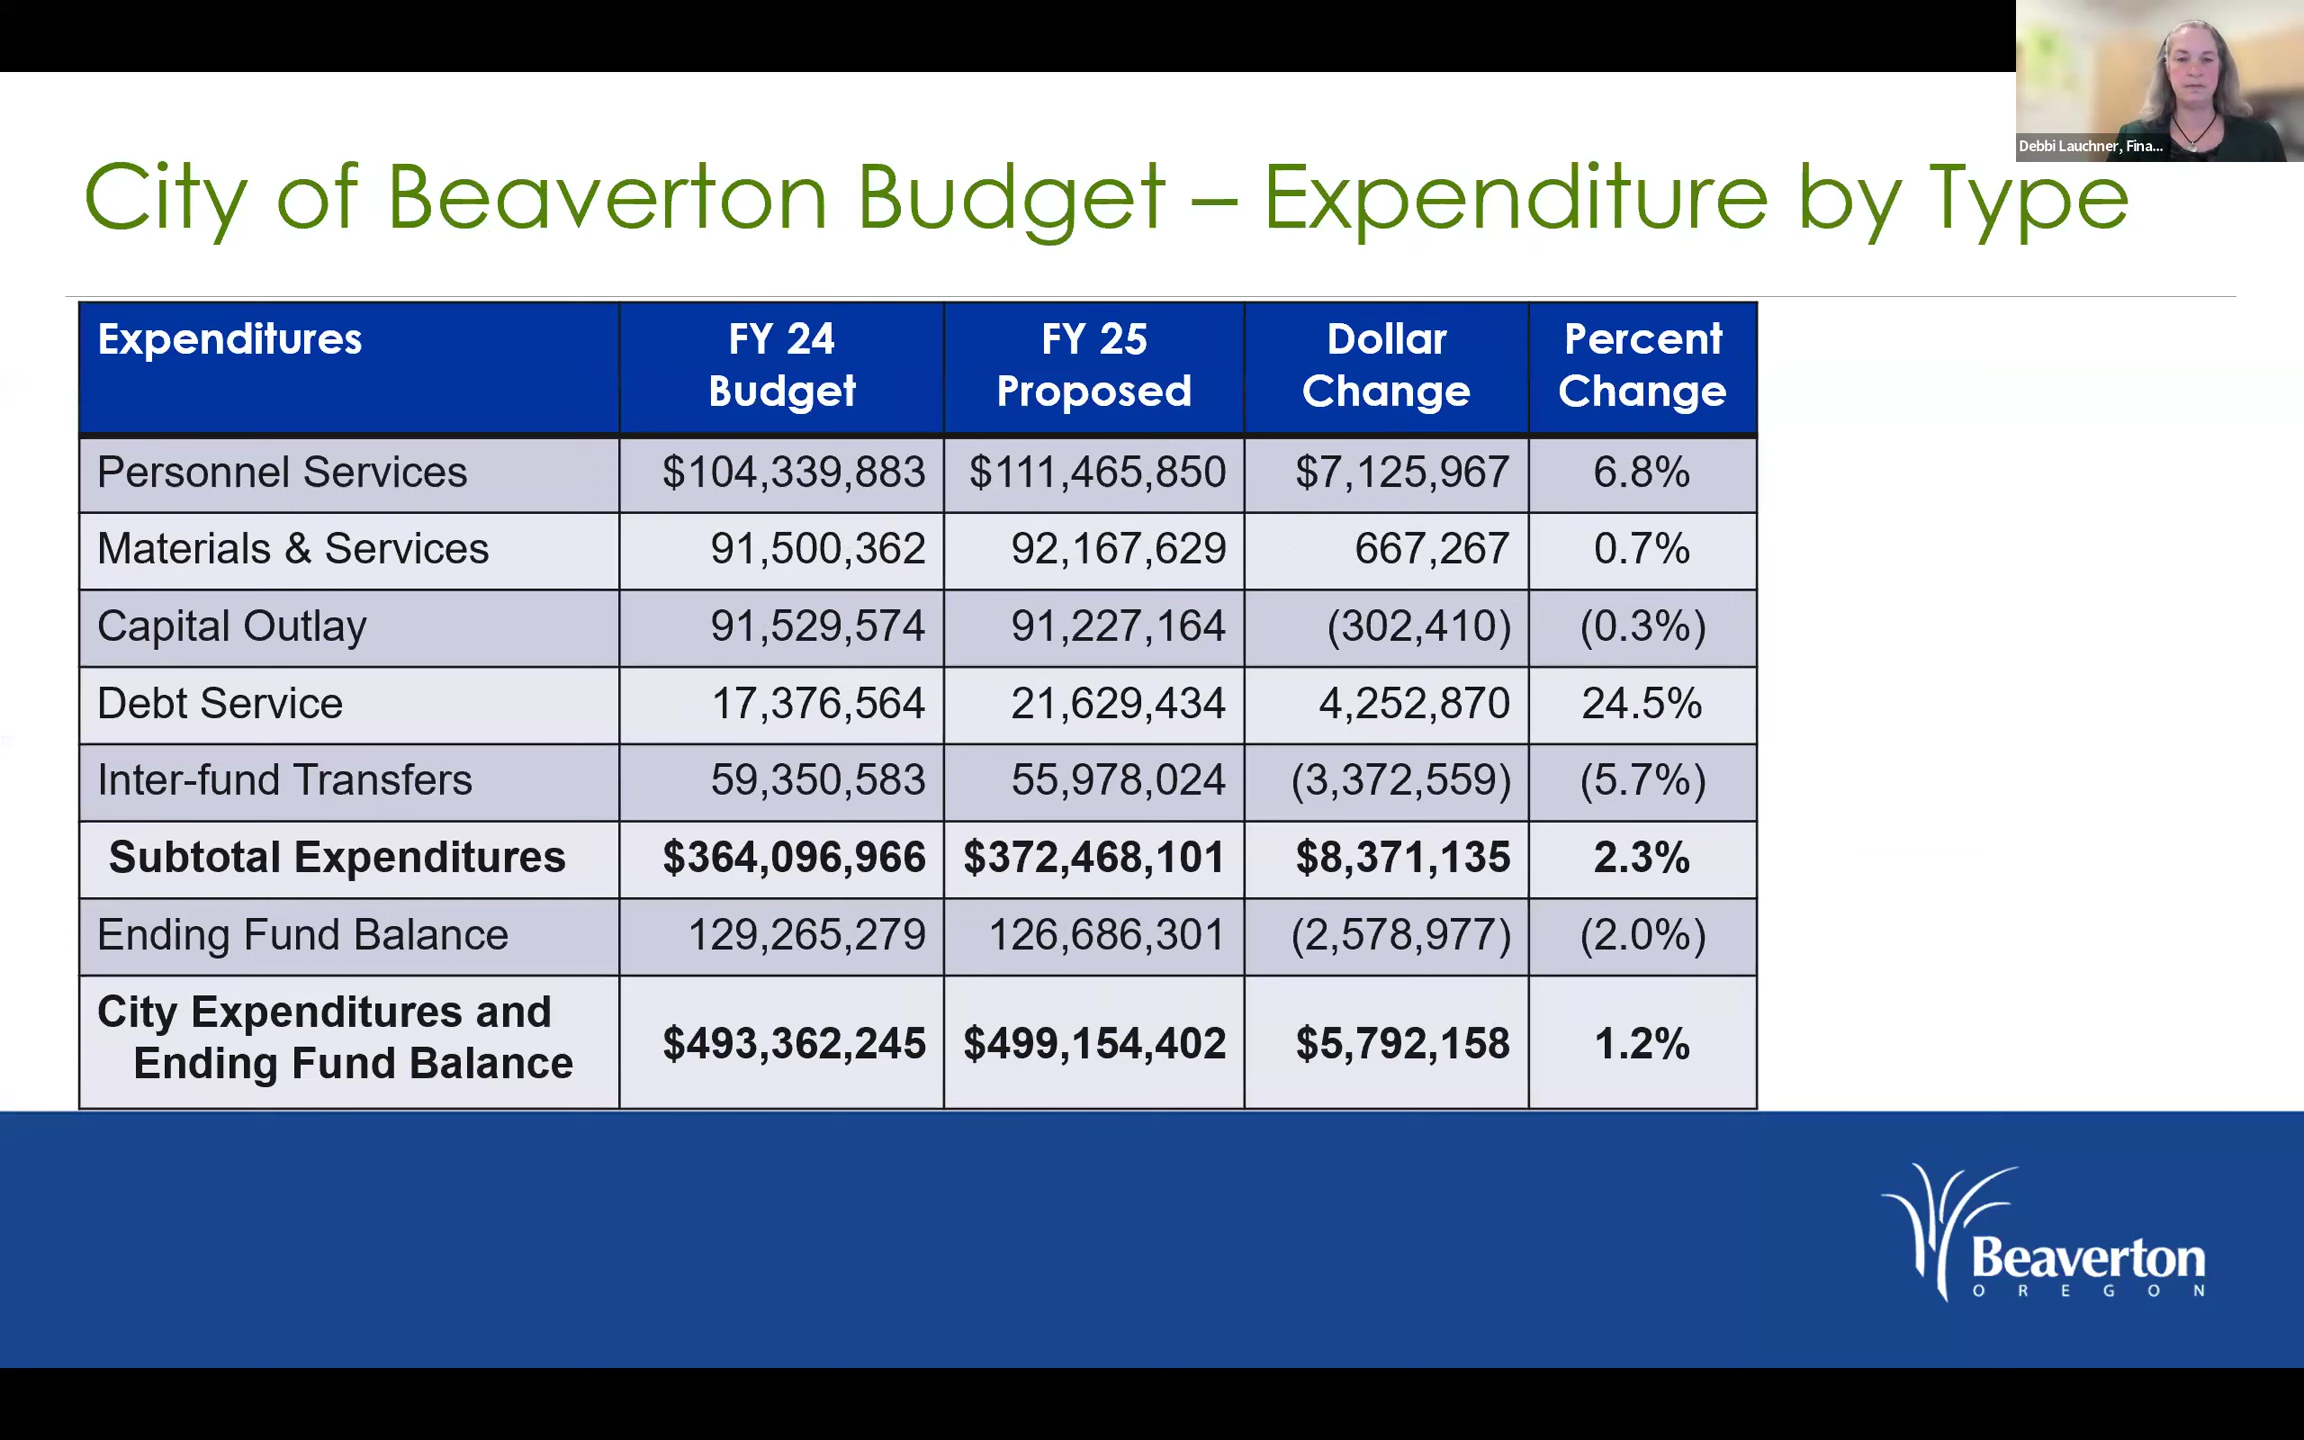 Debbi Lauchner, Fina...
City of Beaverton Budget – Expenditure by Type
Expenditures FY 24 Budget FY 25 Proposed Dollar Change Percent Change
Personnel Services $104,339,883 $111,465,850 $7,125,967 6.8%
Materials & Services 91,500,362 92,167,629 667,267 0.7%
Capital Outlay 91,529,574 91,227,164 (302,410) (0.3%)
Debt Service 17,376,564 21,629,434 4,252,870 24.5%
Inter-fund Transfers 59,350,583 55,978,024 (3,372,559) (5.7%)
Subtotal Expenditures $364,096,966 $372,468,101 $8,371,135 2.3%
Ending Fund Balance 129,265,279 126,686,301 (2,578,977) (2.0%)
City Expenditures and
Ending Fund Balance $493,362,245 $499,154,402 $5,792,158 1.2%
Beaverton
OREGON